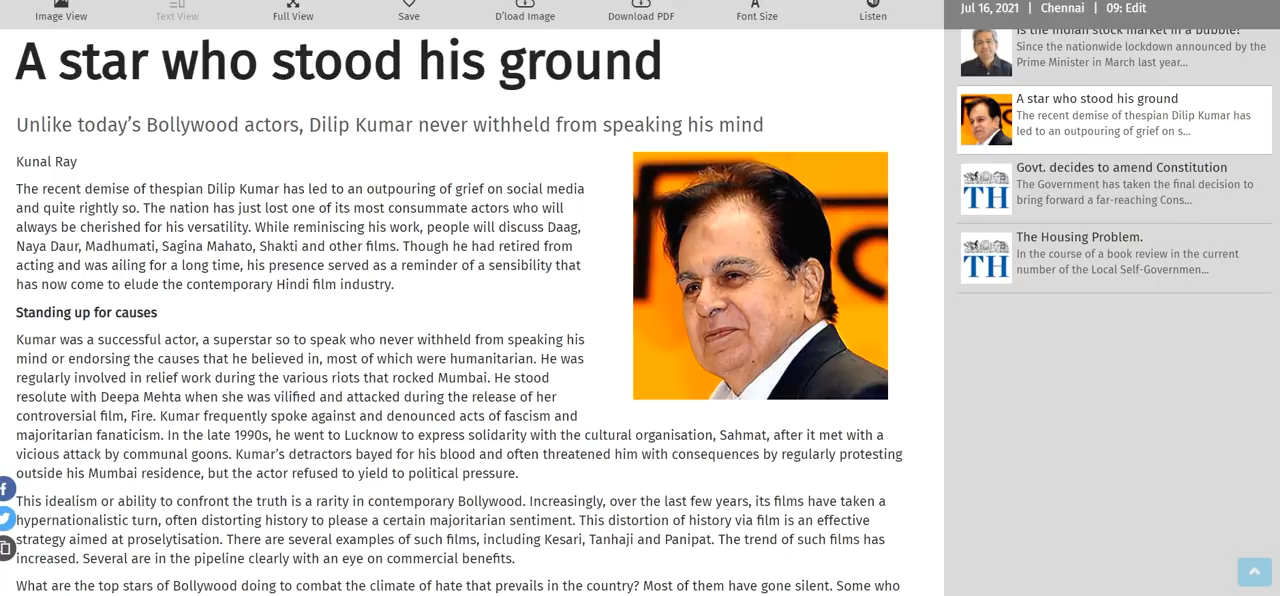 Image View
Text View
Full View
Save
D'load Image
Download PDF
Font Size
Listen
A star who stood his ground
Unlike today's Bollywood actors, Dilip Kumar never withheld from speaking his mind
Kunal Ray
The recent demise of thespian Dilip Kumar has led to an outpouring of grief on social media
and quite rightly so. The nation has just lost one of its most consummate actors who will
always be cherished for his versatility. While reminiscing his work, people will discuss Daag,
Naya Daur, Madhumati, Sagina Mahato, Shakti and other films. Though he had retired from
acting and was ailing for a long time, his presence served as a reminder of a sensibility that
has now come to elude the contemporary Hindi film industry.
Standing up for causes
Kumar was a successful actor, a superstar so to speak who never withheld from speaking his
mind or endorsing the causes that he believed in, most of which were humanitarian. He was
regularly involved in relief work during the various riots that rocked Mumbai. He stood
resolute with Deepa Mehta when she was vilified and attacked during the release of her
controversial film, Fire. Kumar frequently spoke against and denounced acts of fascism and
majoritarian fanaticism. In the late 1990s, he went to Lucknow to express solidarity with the cultural organisation, Sahmat, after it met with a
vicious attack by communal goons. Kumar's detractors bayed for his blood and often threatened him with consequences by regularly protesting
outside his Mumbai residence, but the actor refused to yield to political pressure.
This idealism or ability to confront the truth is a rarity in contemporary Bollywood. Increasingly, over the last few years, its films have taken a
hypernationalistic turn, often distorting history to please a certain majoritarian sentiment. This distortion of history via film is an effective
strategy aimed at proselytisation. There are several examples of such films, including Kesari, Tanhaji and Panipat. The trend of such films has
increased. Several are in the pipeline clearly with an eye on commercial benefits.
What are the top stars of Bollywood doing to combat the climate of hate that prevails in the country? Most of them have gone silent. Some who
Jul 16, 2021 | Chennai | 09: Edit
Is the Indian stock market in a bubble?
Since the nationwide lockdown announced by the
Prime Minister in March last year...
A star who stood his ground
The recent demise of thespian Dilip Kumar has
led to an outpouring of grief on s...
TH
Govt. decides to amend Constitution
The Government has taken the final decision to
bring forward a far-reaching Cons...
TH
The Housing Problem.
In the course of a book review in the current
number of the Local Self-Governmen...